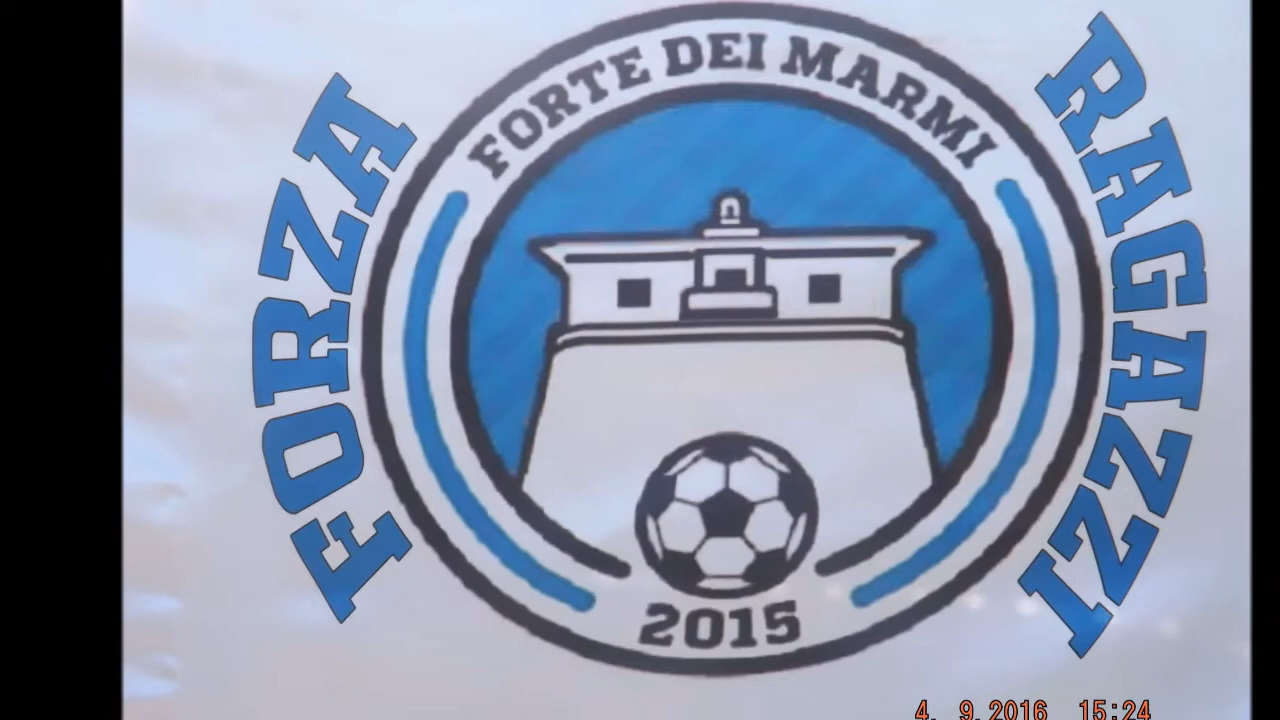 FORZA
FORTE DEI MARMI
RAGAZZI
2015
4. 9.2016 15:24